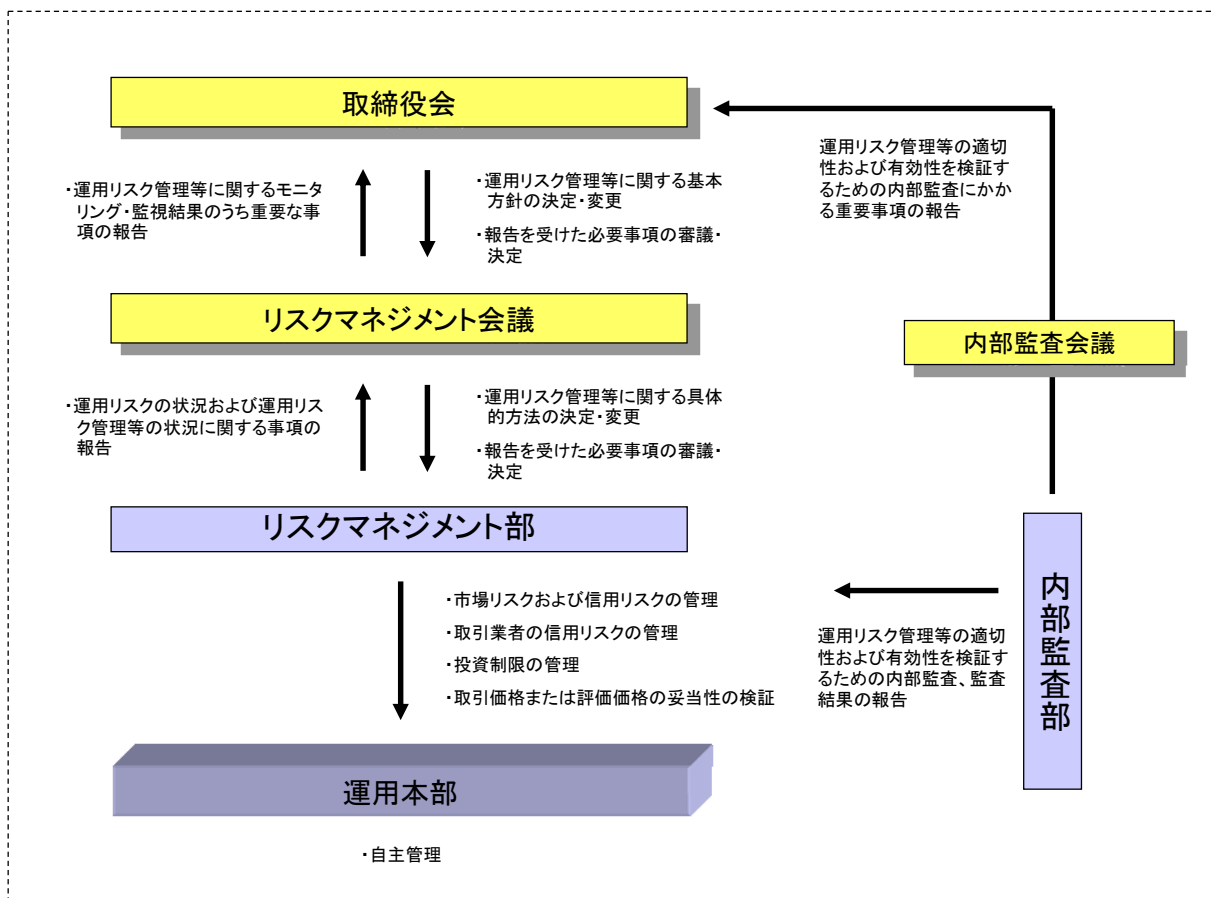 取締役会
・運用リスク管理等に関するモニ
タリング・監視結果のうち重要な事
項の報告
・運用リスク管理等に関する基本
方針の決定・変更
・報告を受けた必要事項の審議・
決定
運用リスク管理等の適切
性および有効性を検証す
るための内部監査にかか
る重要事項の報告
リスクマネジメント会議
内部監査会議
・運用リスクの状況および運用リス
ク管理等の状況に関する事項の
報告
・運用リスク管理等に関する具体
的方法の決定・変更
・報告を受けた必要事項の審議・
決定
リスクマネジメント部
・市場リスクおよび信用リスクの管理
・取引業者の信用リスクの管理
・投資制限の管理
・取引価格または評価価格の妥当性の検証
運用リスク管理等の適切
性および有効性を検証す
るための内部監査、監査
結果の報告
内部監査部
運用本部
・自主管理